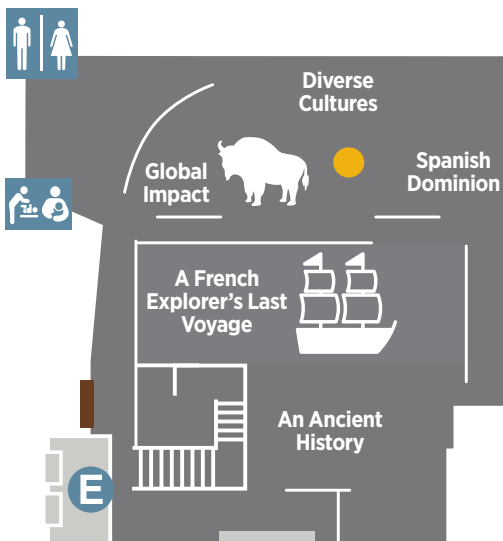 Diverse
Cultures
Global
Impact
Spanish
Dominion
A French
Explorer's Last
Voyage
An Ancient
History
E